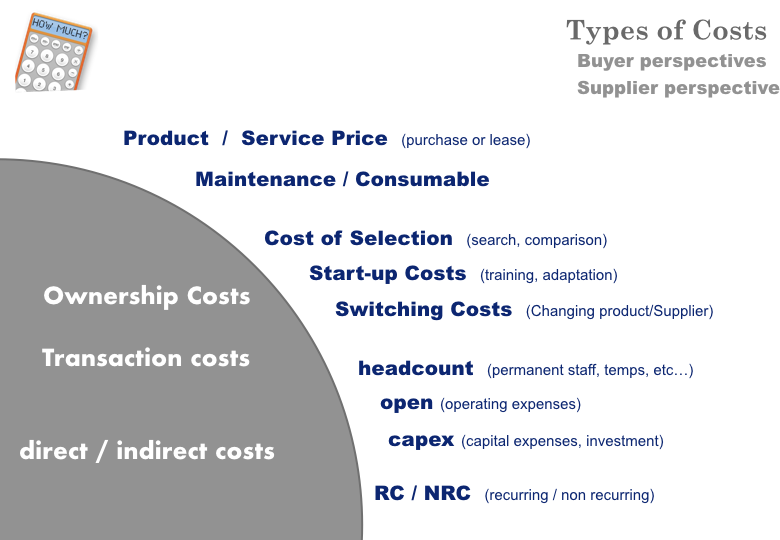 HOW MUCH?
Types of Costs
Buyer perspectives
Supplier perspective
Product / Service Price (purchase or lease)
Maintenance / Consumable
Cost of Selection (search, comparison)
Start-up Costs (training, adaptation)
Ownership Costs
Switching Costs (Changing product/Supplier)
Transaction costs
headcount (permanent staff, temps, etc…)
open (operating expenses)
capex (capital expenses, investment)
direct / indirect costs
RC / NRC (recurring / non recurring)